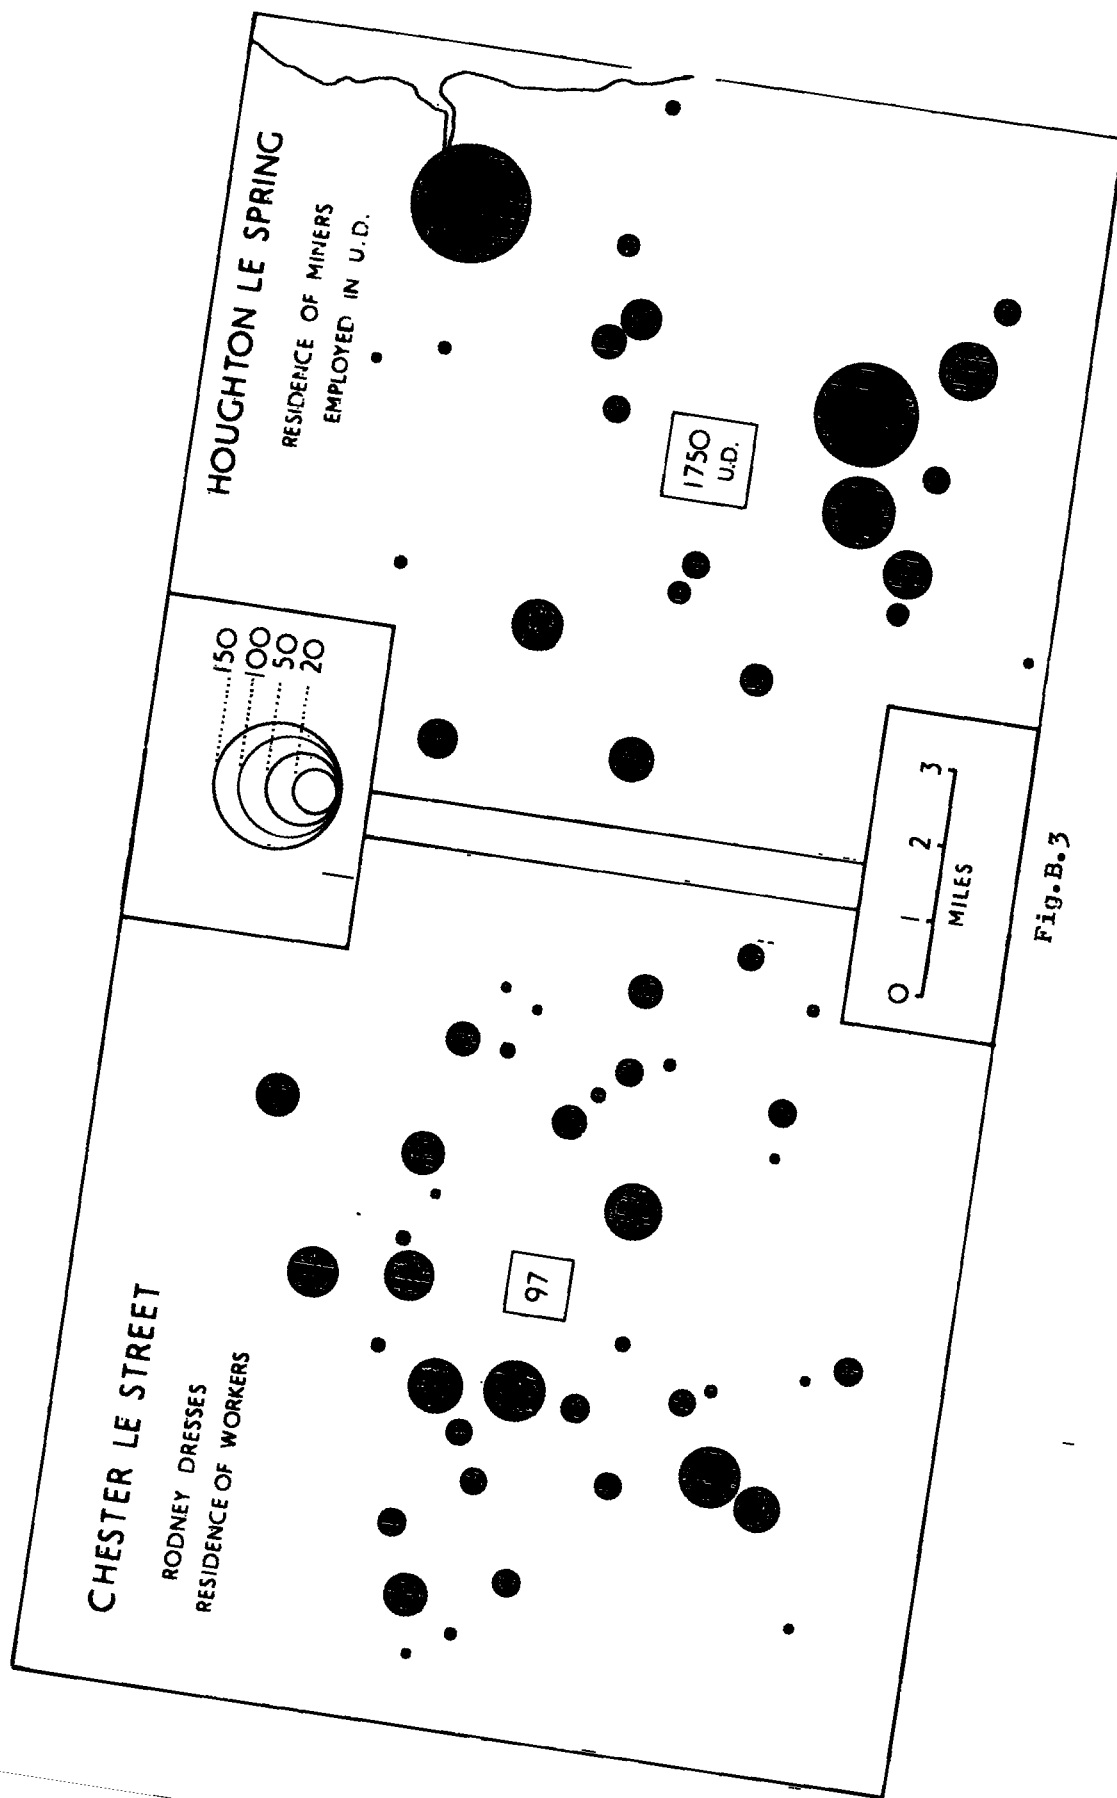 CHESTER LE STREET
RODNEY DRESSES
RESIDENCE OF WORKERS
97
150
100
50
20
HOUGHTON LE SPRING
RESIDENCE OF MINERS
EMPLOYED IN U.D.
1750
U.D.
0 1 2 3
MILES
Fig.B.3